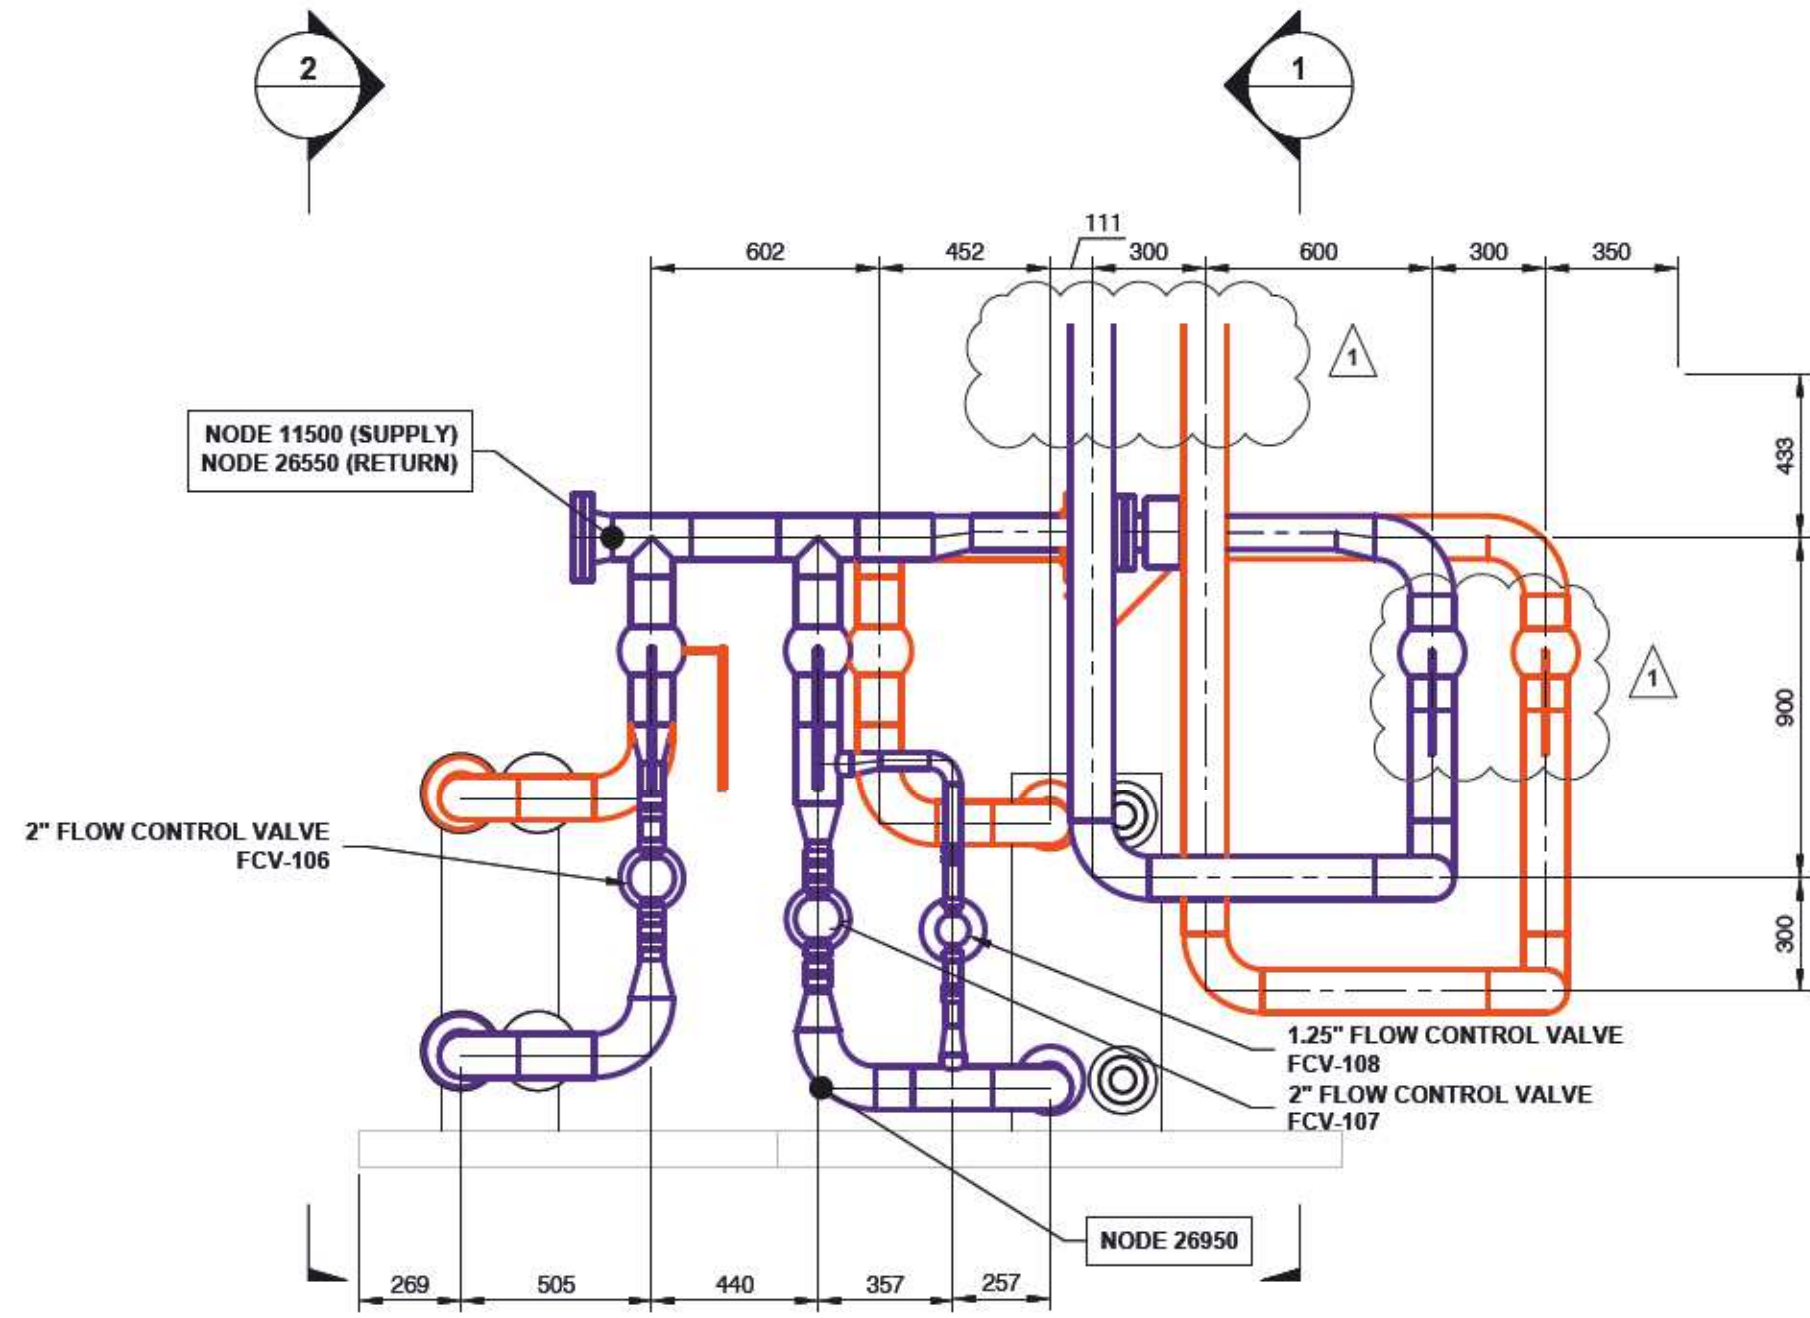 2
1
111
602
452
300
600
300
350
1
NODE 11500 (SUPPLY)
NODE 26550 (RETURN)
433
1
900
2" FLOW CONTROL VALVE
FCV-106
300
1.25" FLOW CONTROL VALVE
FCV-108
2" FLOW CONTROL VALVE
FCV-107
NODE 26950
269
505
440
357
257